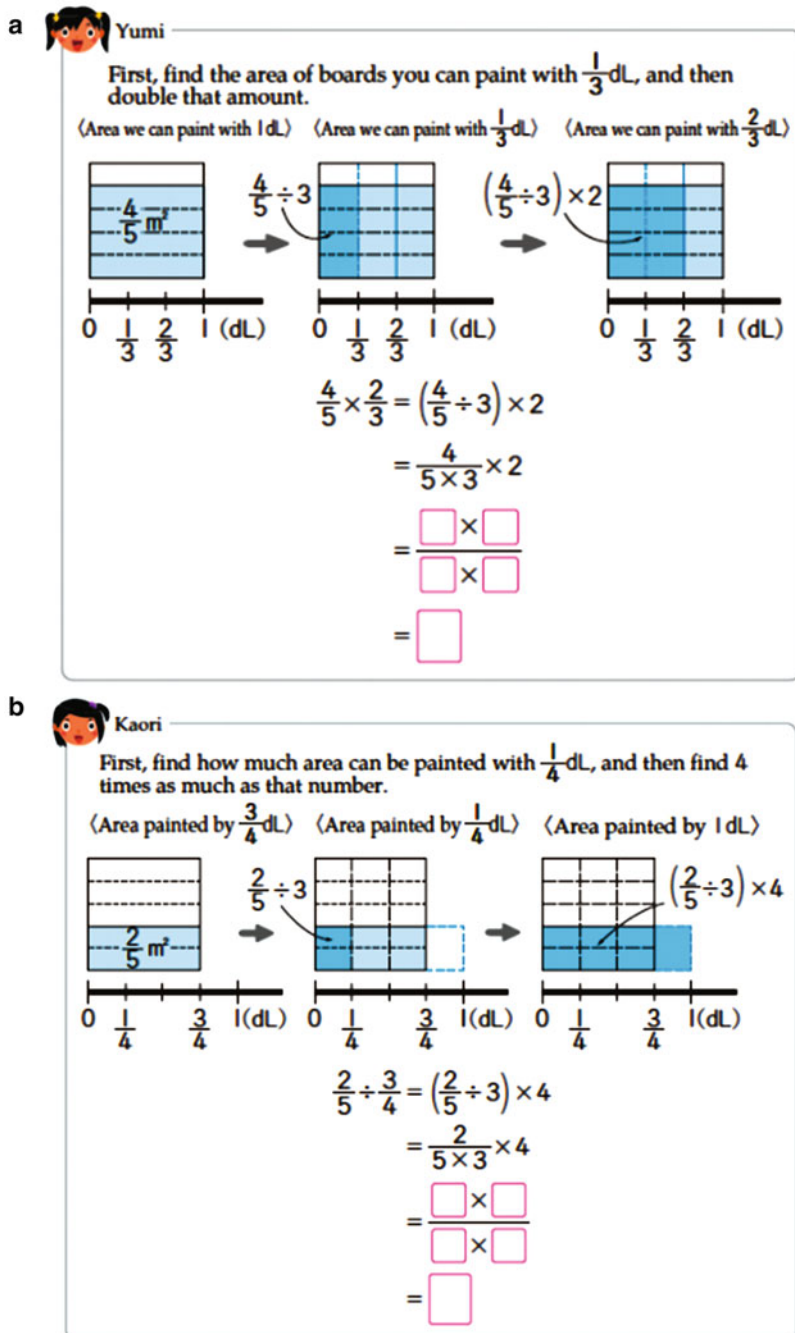 a
Yumi
First, find the area of boards you can paint with 1/3 dL, and then
double that amount.
〈Area we can paint with 1 dL〉 〈Area we can paint with 1/3 dL〉 〈Area we can paint with 2/3 dL〉
4/5 m² 4/5 ÷ 3 (4/5 ÷ 3) × 2
0 1/3 2/3 1 (dL) 0 1/3 2/3 1 (dL) 0 1/3 2/3 1 (dL)
4/5 × 2/3 = (4/5 ÷ 3) × 2
= 4/(5 × 3) × 2
= (□ × □)/(□ × □)
= □
b
Kaori
First, find how much area can be painted with 1/4 dL, and then find 4
times as much as that number.
〈Area painted by 3/4 dL〉 〈Area painted by 1/4 dL〉 〈Area painted by 1 dL〉
2/5 m² 2/5 ÷ 3 (2/5 ÷ 3) × 4
0 1/4 3/4 1(dL) 0 1/4 3/4 1(dL) 0 1/4 3/4 1(dL)
2/5 ÷ 3/4 = (2/5 ÷ 3) × 4
= 2/(5 × 3) × 4
= (□ × □)/(□ × □)
= □